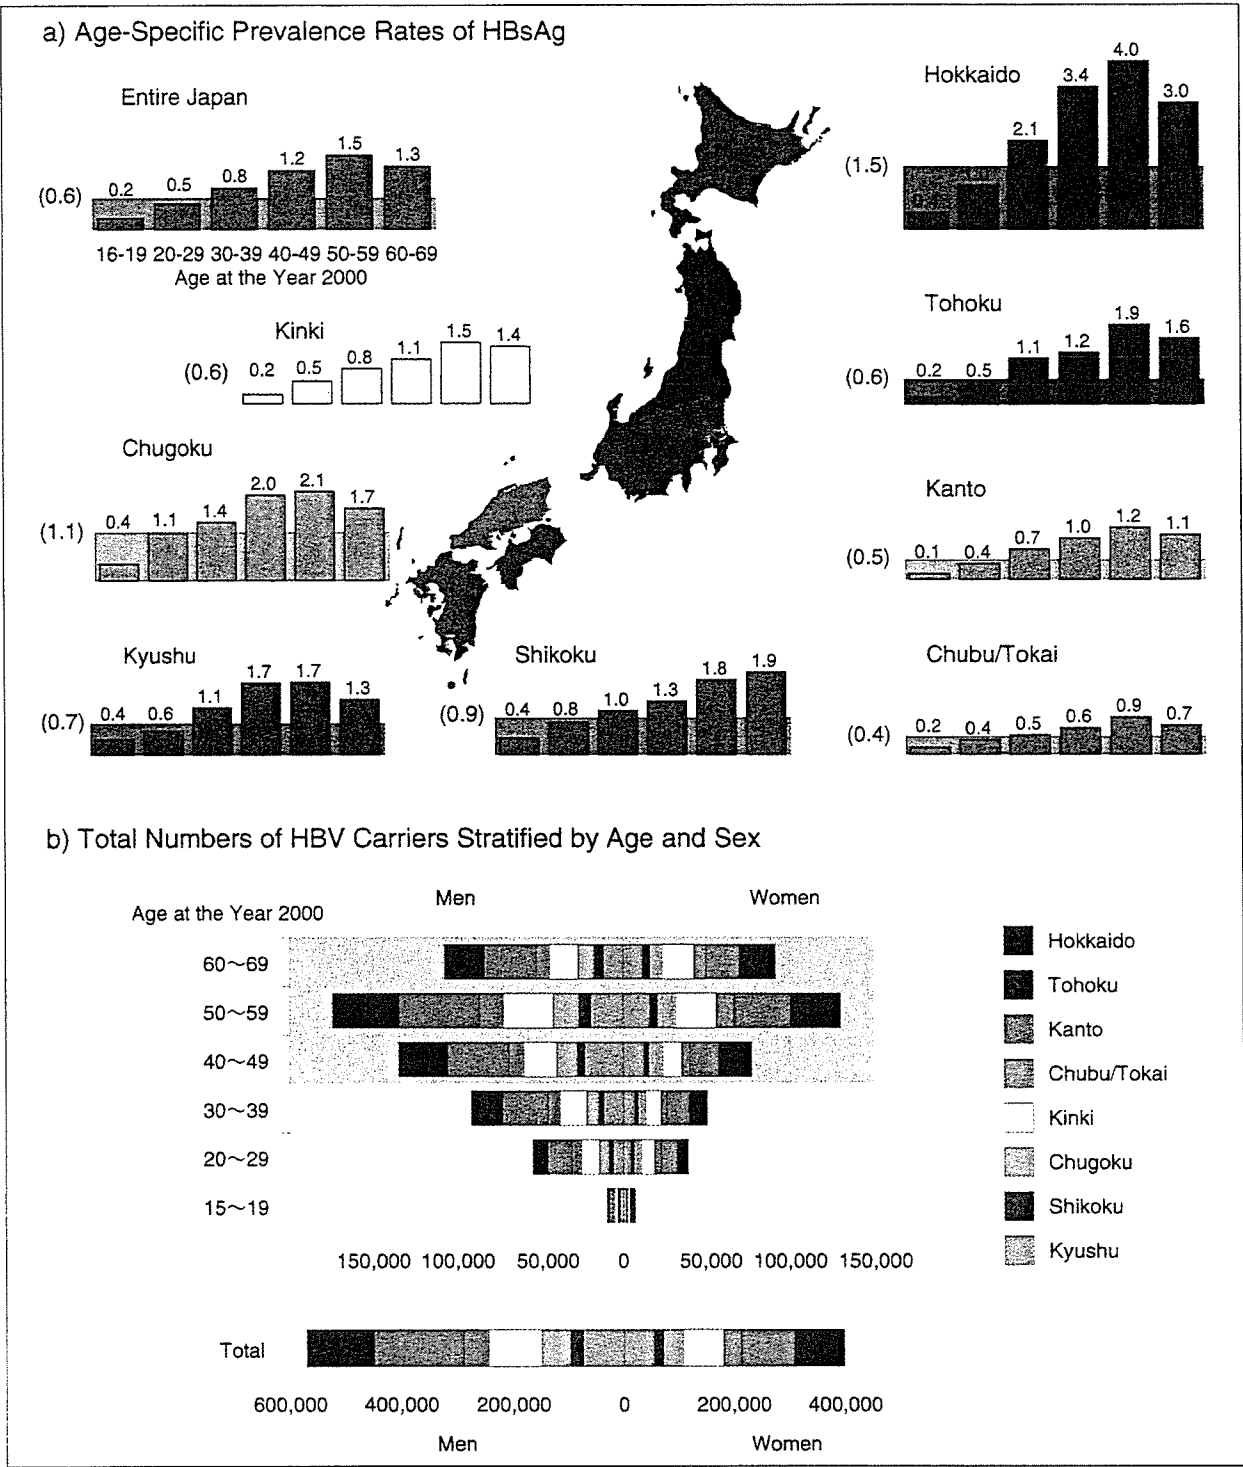 a) Age-Specific Prevalence Rates of HBsAg
Entire Japan
(0.6) 0.2 0.5 0.8 1.2 1.5 1.3
16-19 20-29 30-39 40-49 50-59 60-69
Age at the Year 2000
Hokkaido
(1.5) 0.4 2.1 3.4 4.0 3.0
Kinki
(0.6) 0.2 0.5 0.8 1.1 1.5 1.4
Tohoku
(0.6) 0.2 0.5 1.1 1.2 1.9 1.6
Chugoku
(1.1) 0.4 1.1 1.4 2.0 2.1 1.7
Kanto
(0.5) 0.1 0.4 0.7 1.0 1.2 1.1
Kyushu
(0.7) 0.4 0.6 1.1 1.7 1.7 1.3
Shikoku
(0.9) 0.4 0.8 1.0 1.3 1.8 1.9
Chubu/Tokai
(0.4) 0.2 0.4 0.5 0.6 0.9 0.7
b) Total Numbers of HBV Carriers Stratified by Age and Sex
Men Women
Age at the Year 2000
60~69
50~59
40~49
30~39
20~29
15~19
150,000 100,000 50,000 0 50,000 100,000 150,000
Total
600,000 400,000 200,000 0 200,000 400,000
Men Women
Hokkaido
Tohoku
Kanto
Chubu/Tokai
Kinki
Chugoku
Shikoku
Kyushu